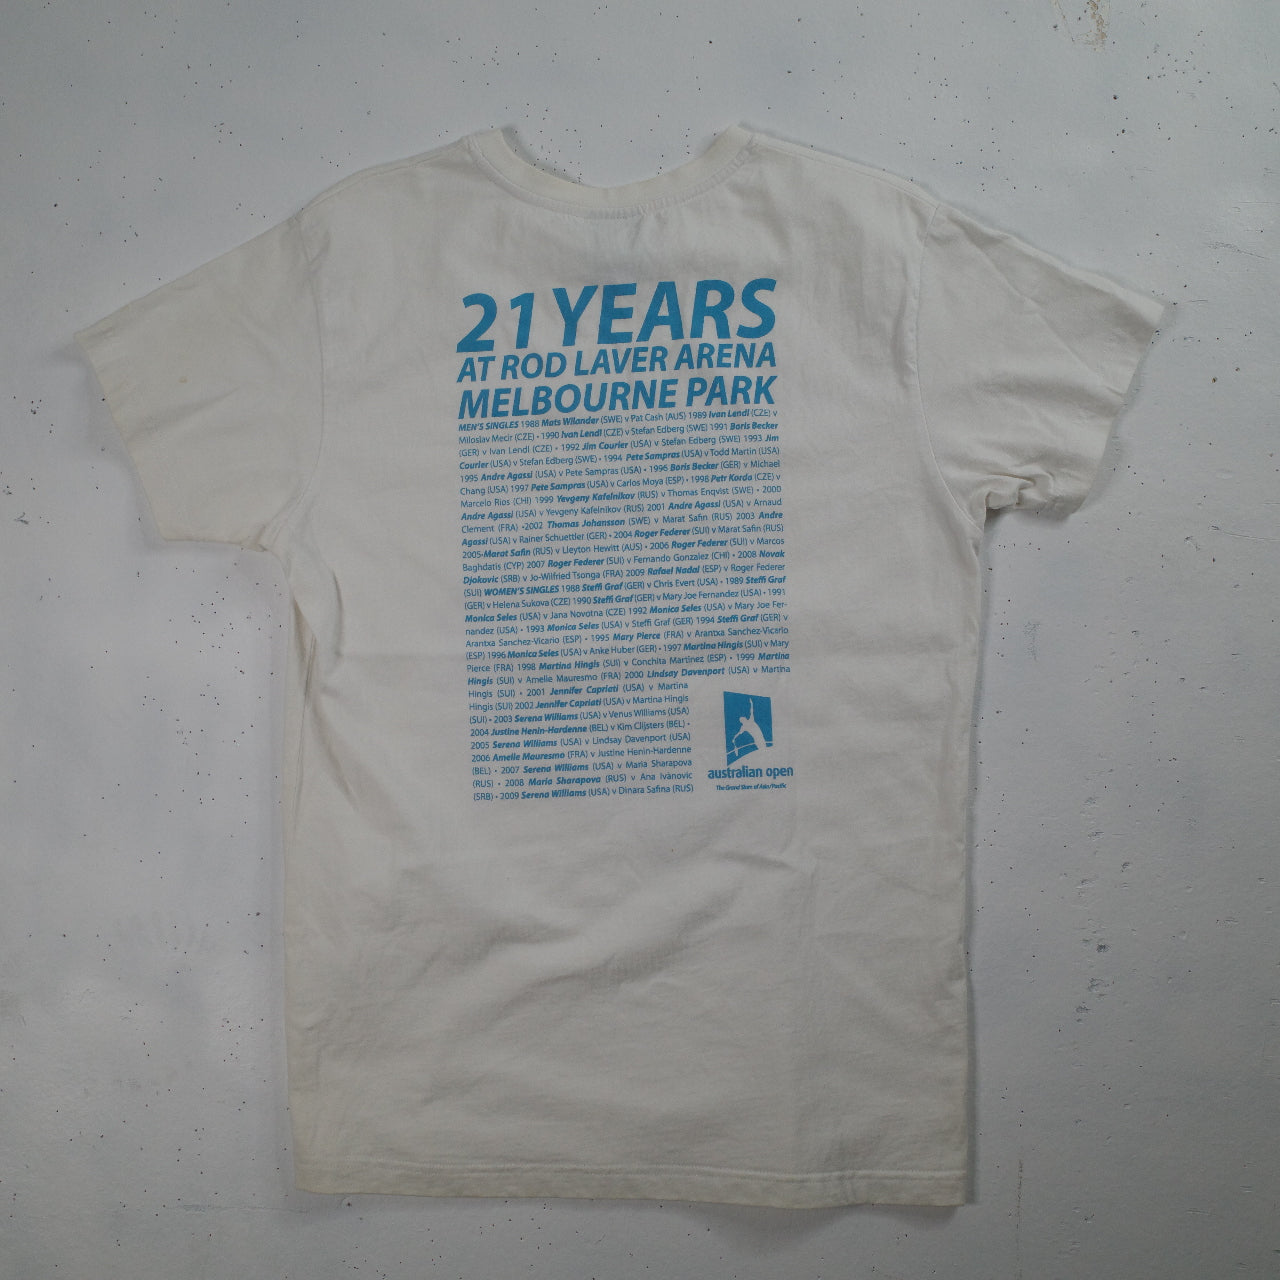 21 YEARS
AT ROD LAVER ARENA
MELBOURNE PARK
MEN'S SINGLES 1988 Mats Wilander (SWE) v Pat Cash (AUS) 1989 Ivan Lendl (CZE) v
Miloslav Mecir (CZE) • 1990 Ivan Lendl (CZE) v Stefan Edberg (SWE) 1991 Boris Becker
(GER) v Ivan Lendl (CZE) • 1992 Jim Courier (USA) v Stefan Edberg (SWE) 1993 Jim
Courier (USA) v Stefan Edberg (SWE) • 1994 Pete Sampras (USA) v Todd Martin (USA)
1995 Andre Agassi (USA) v Pete Sampras (USA) • 1996 Boris Becker (GER) v Michael
Chang (USA) 1997 Pete Sampras (USA) v Carlos Moya (ESP) • 1998 Petr Korda (CZE) v
Marcelo Rios (CHI) 1999 Yevgeny Kafelnikov (RUS) v Thomas Enqvist (SWE) • 2000
Andre Agassi (USA) v Yevgeny Kafelnikov (RUS) 2001 Andre Agassi (USA) v Arnaud
Clement (FRA) •2002 Thomas Johansson (SWE) v Marat Safin (RUS) 2003 Andre
Agassi (USA) v Rainer Schuettler (GER) • 2004 Roger Federer (SUI) v Marat Safin (RUS)
2005•Marat Safin (RUS) v Lleyton Hewitt (AUS) • 2006 Roger Federer (SUI) v Marcos
Baghdatis (CYP) 2007 Roger Federer (SUI) v Fernando Gonzalez (CHI) • 2008 Novak
Djokovic (SRB) v Jo-Wilfried Tsonga (FRA) 2009 Rafael Nadal (ESP) v Roger Federer
(SUI) WOMEN'S SINGLES 1988 Steffi Graf (GER) v Chris Evert (USA) • 1989 Steffi Graf
(GER) v Helena Sukova (CZE) 1990 Steffi Graf (GER) v Mary Joe Fernandez (USA) • 1991
Monica Seles (USA) v Jana Novotna (CZE) 1992 Monica Seles (USA) v Mary Joe Fer-
nandez (USA) • 1993 Monica Seles (USA) v Steffi Graf (GER) 1994 Steffi Graf (GER) v
Arantxa Sanchez-Vicario (ESP) • 1995 Mary Pierce (FRA) v Arantxa Sanchez-Vicario
(ESP) 1996 Monica Seles (USA) v Anke Huber (GER) • 1997 Martina Hingis (SUI) v Mary
Pierce (FRA) 1998 Martina Hingis (SUI) v Conchita Martinez (ESP) • 1999 Martina
Hingis (SUI) v Amelie Mauresmo (FRA) 2000 Lindsay Davenport (USA) v Martina
Hingis (SUI) • 2001 Jennifer Capriati (USA) v Martina
Hingis (SUI) 2002 Jennifer Capriati (USA) v Martina Hingis
(SUI) • 2003 Serena Williams (USA) v Venus Williams (USA)
2004 Justine Henin-Hardenne (BEL) v Kim Clijsters (BEL) •
2005 Serena Williams (USA) v Lindsay Davenport (USA)
2006 Amelie Mauresmo (FRA) v Justine Henin-Hardenne
(BEL) • 2007 Serena Williams (USA) v Maria Sharapova
(RUS) • 2008 Maria Sharapova (RUS) v Ana Ivanovic
(SRB) • 2009 Serena Williams (USA) v Dinara Safina (RUS)
australian open
The Grand Slam of Asia/Pacific